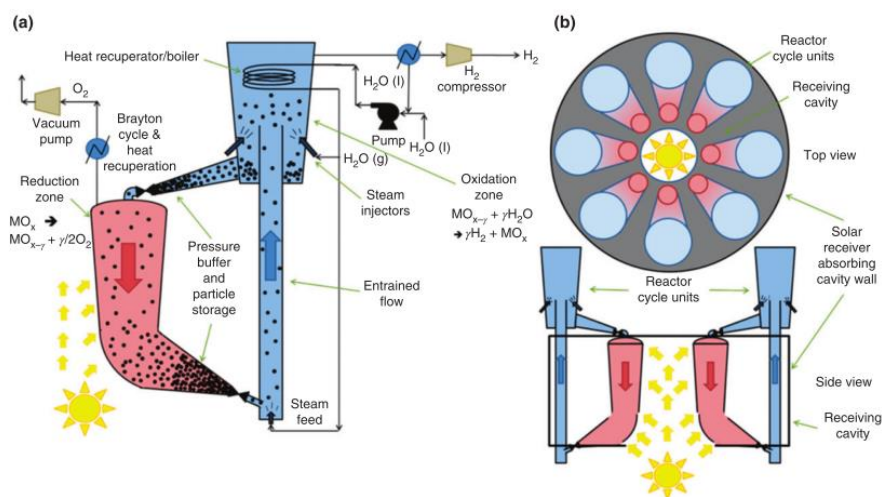 (a)
Heat recuperator/boiler
O₂
Vacuum
pump
Brayton
cycle &
heat
recuperation
Reduction
zone
MOₓ ➔
MOₓ₋γ + γ/2O₂
H₂O (l)
H₂
compressor
H₂
Pump
H₂O (l)
H₂O (g)
Steam
injectors
Oxidation
zone
MOₓ₋γ + γH₂O
➔ γH₂ + MOₓ
Pressure
buffer
and
particle
storage
Entrained
flow
Steam
feed
(b)
Reactor
cycle units
Receiving
cavity
Top view
Solar
receiver
absorbing
cavity wall
Reactor
cycle units
Side view
Receiving
cavity